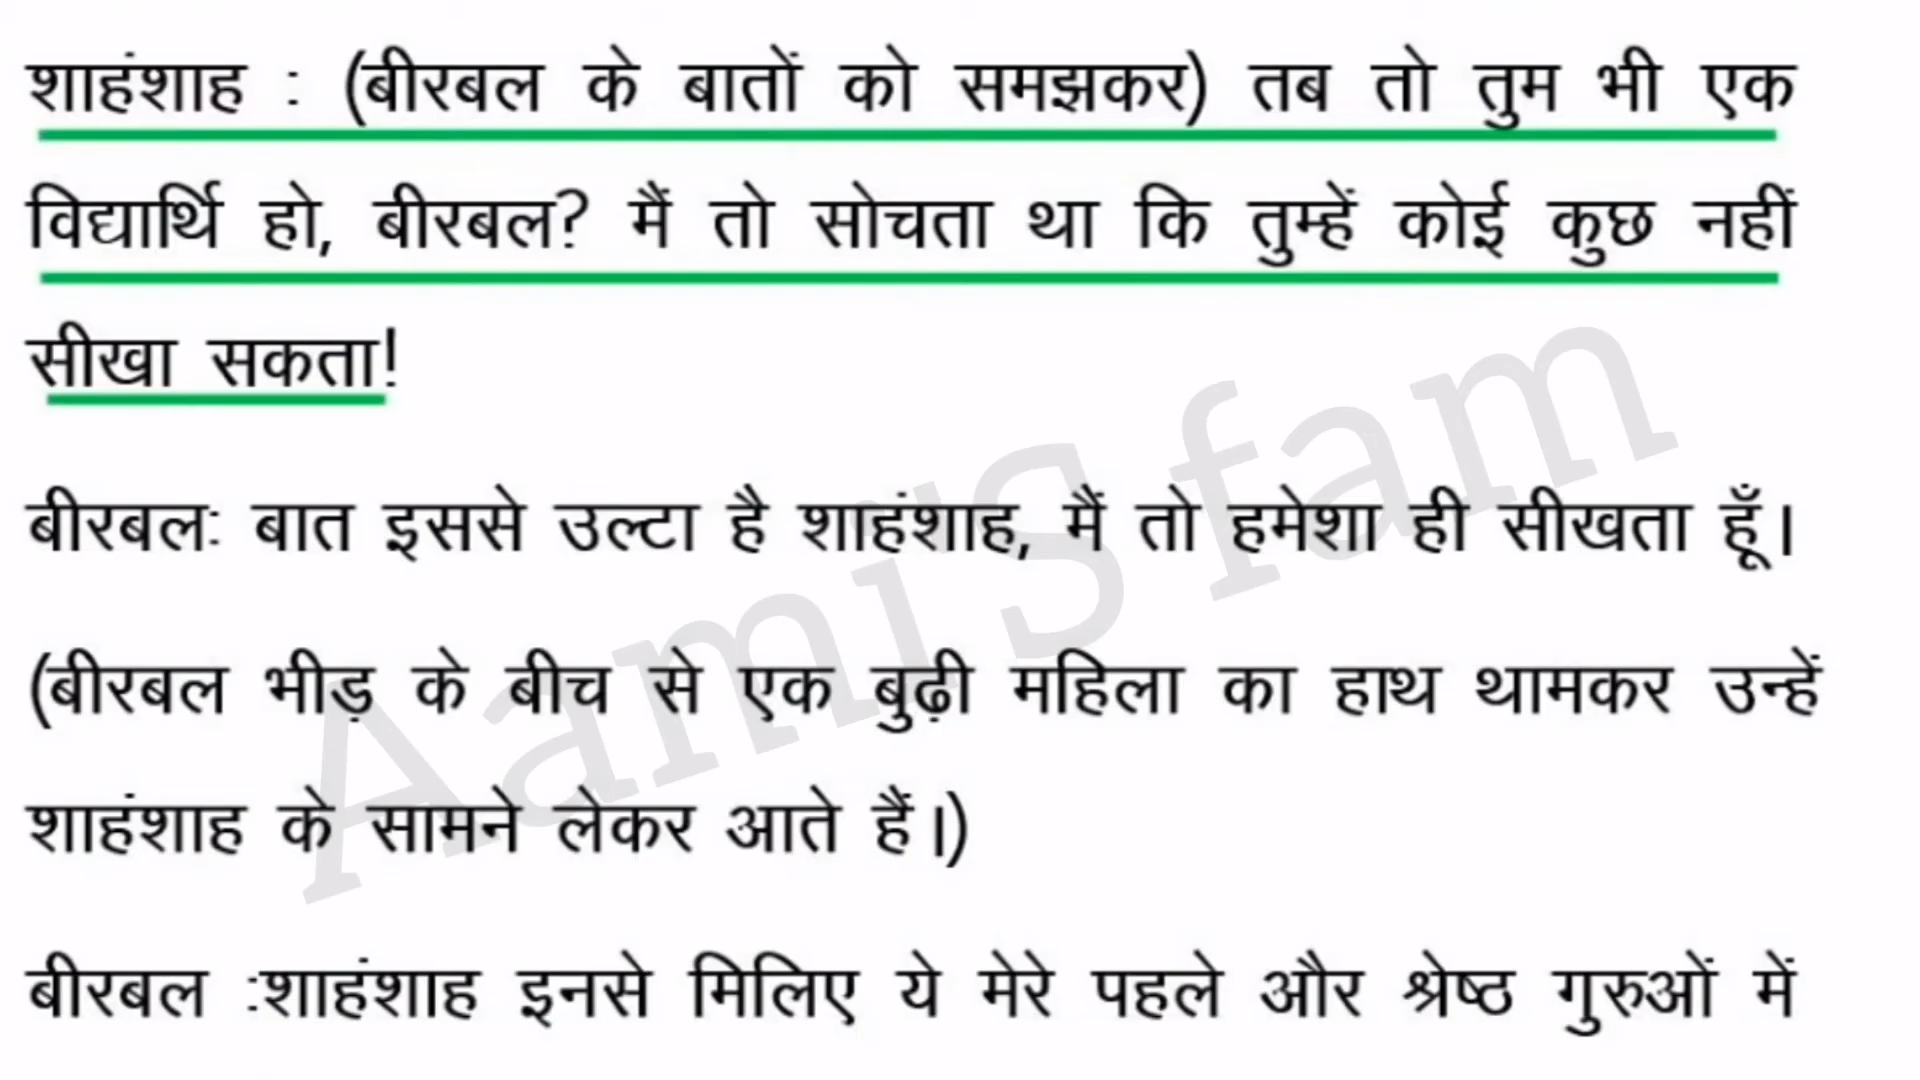 शाहंशाह : (बीरबल के बातों को समझकर) तब तो तुम भी एक
विद्यार्थि हो, बीरबल? मैं तो सोचता था कि तुम्हें कोई कुछ नहीं
सीखा सकता!
बीरबल: बात इससे उल्टा है शाहंशाह, मैं तो हमेशा ही सीखता हूँ।
(बीरबल भीड़ के बीच से एक बुढ़ी महिला का हाथ थामकर उन्हें
शाहंशाह के सामने लेकर आते हैं।)
बीरबल :शाहंशाह इनसे मिलिए ये मेरे पहले और श्रेष्ठ गुरुओं में
Aami'S fam